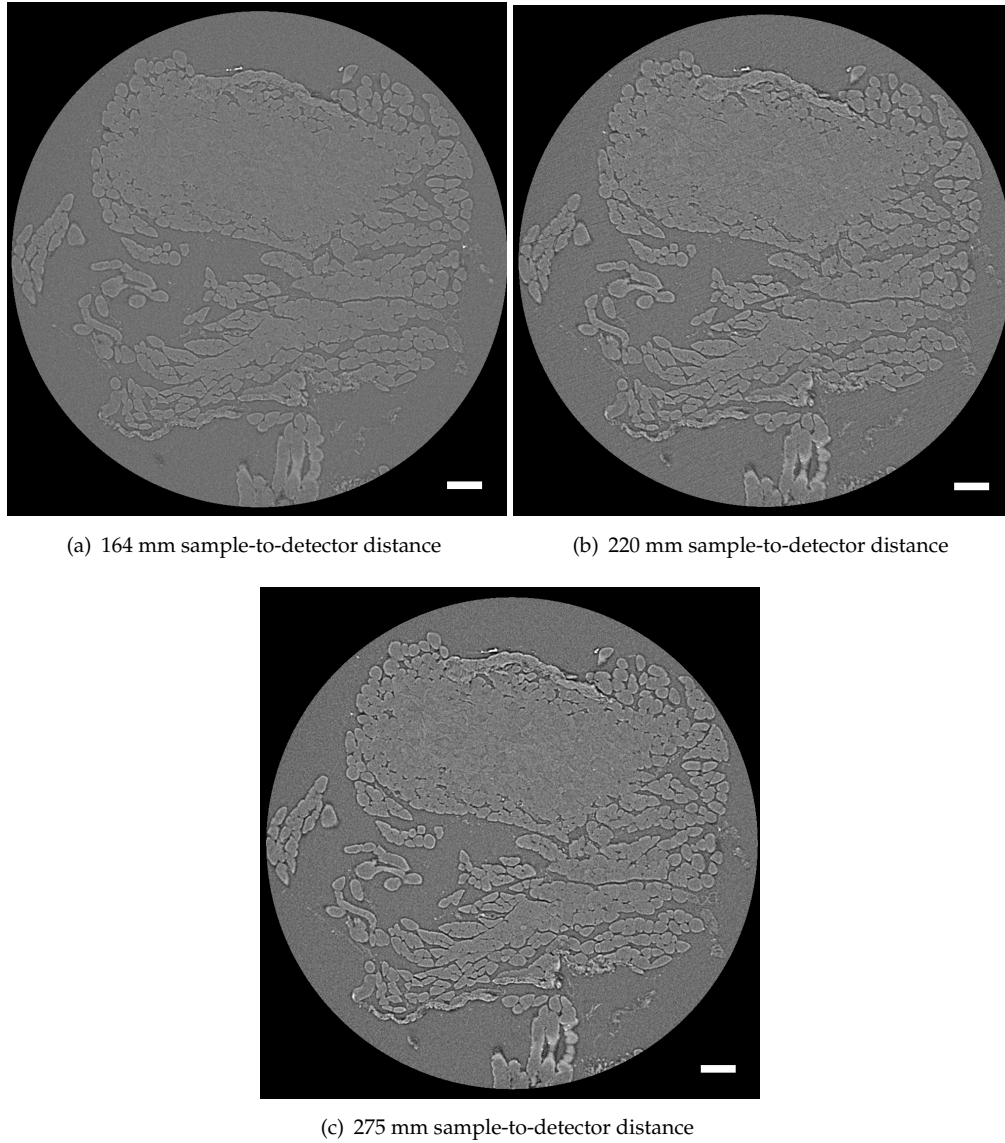 (a) 164 mm sample-to-detector distance
(b) 220 mm sample-to-detector distance
(c) 275 mm sample-to-detector distance